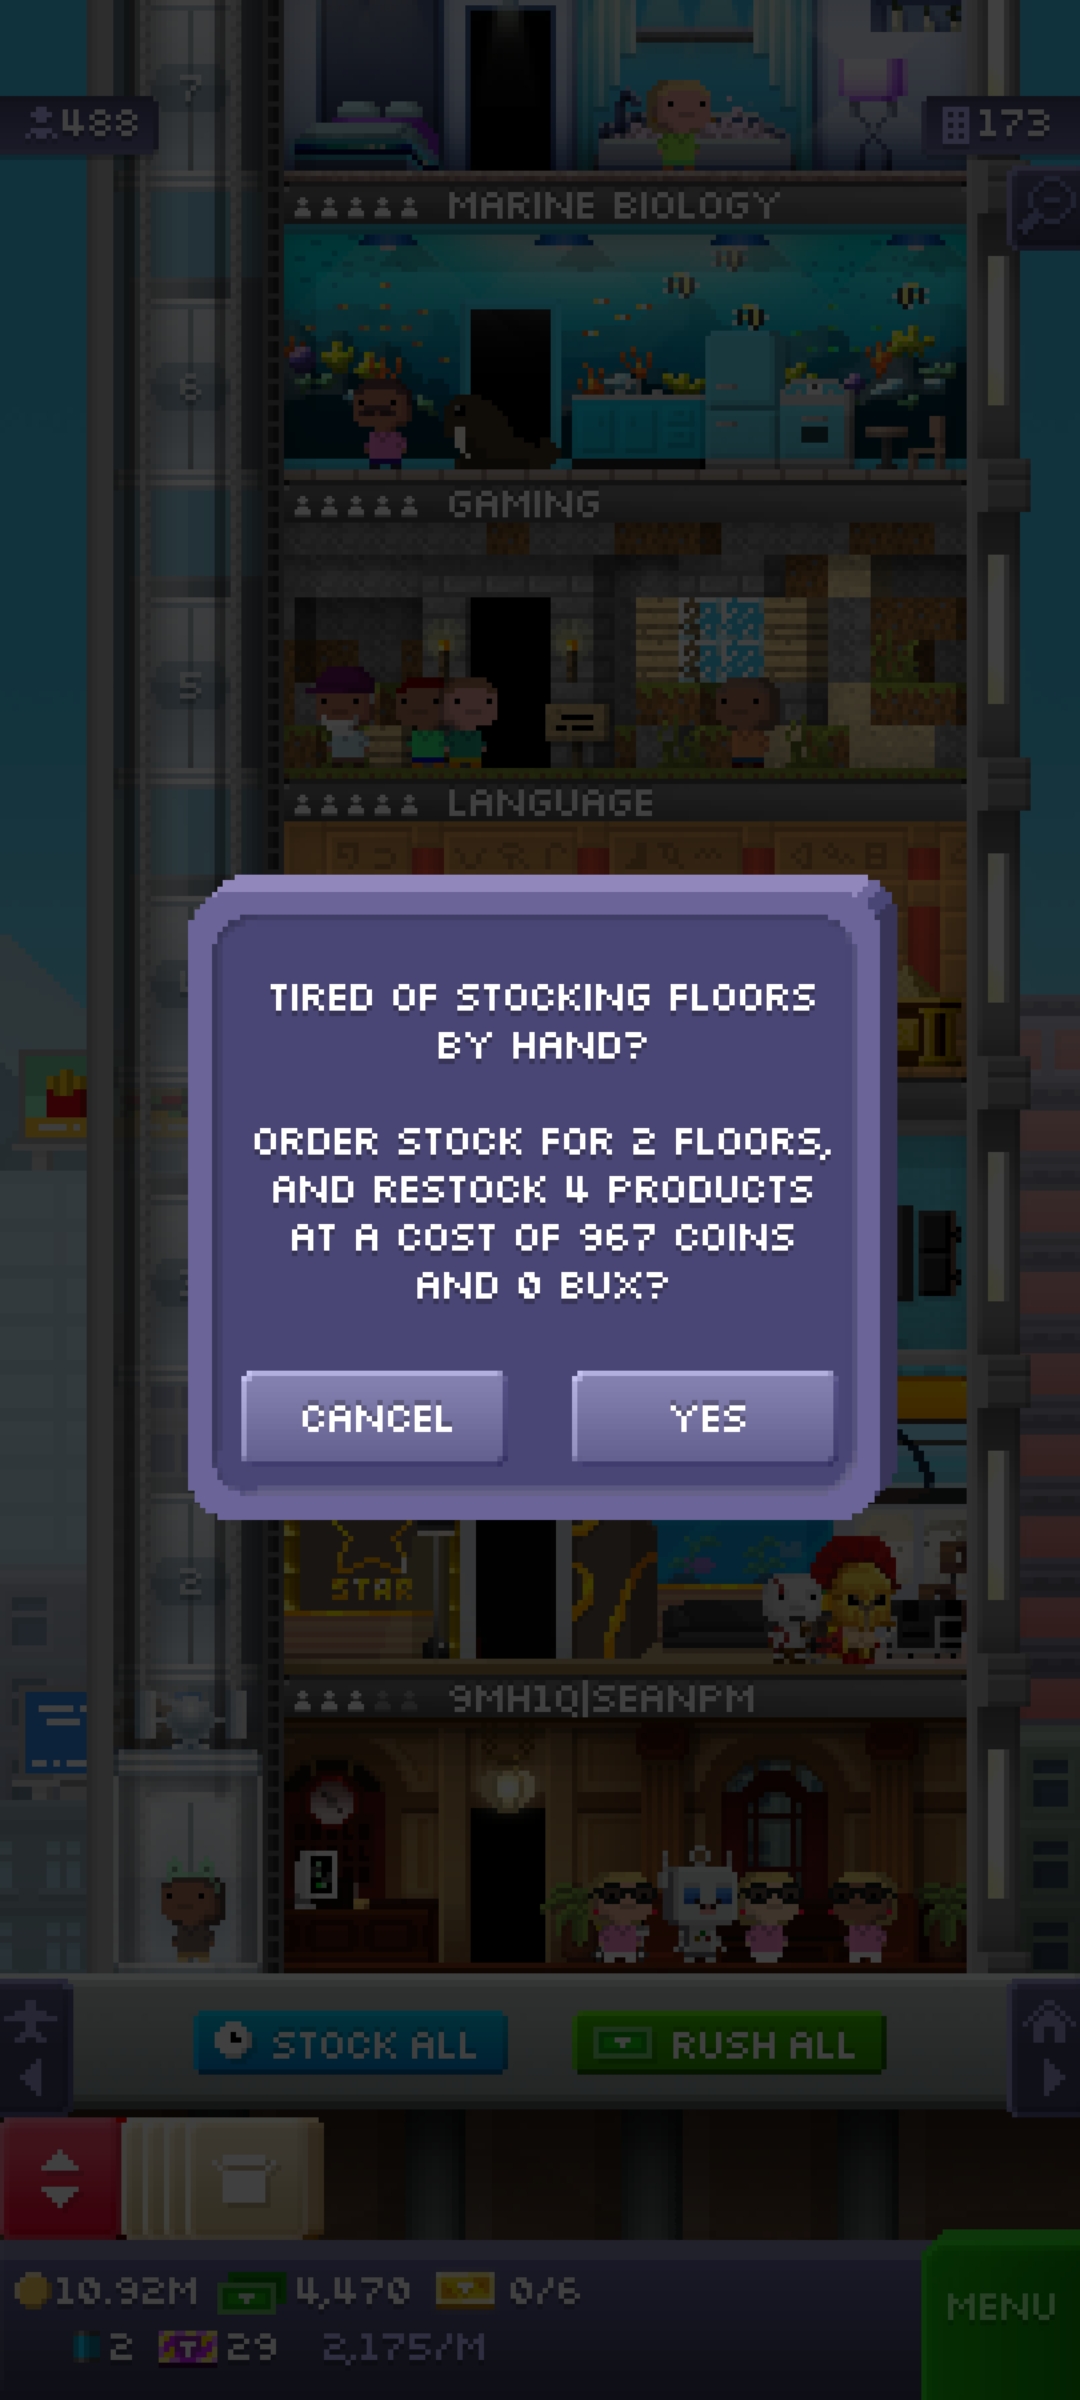 7
488
173
MARINE BIOLOGY
6
GAMING
5
LANGUAGE
TIRED OF STOCKING FLOORS
BY HAND?
ORDER STOCK FOR 2 FLOORS,
AND RESTOCK 4 PRODUCTS
AT A COST OF 967 COINS
AND 0 BUX?
CANCEL
YES
2
STAR
9MH1Q|SEANPM
STOCK ALL
RUSH ALL
10.92M
4,470
0/6
MENU
2
29
2,175/M